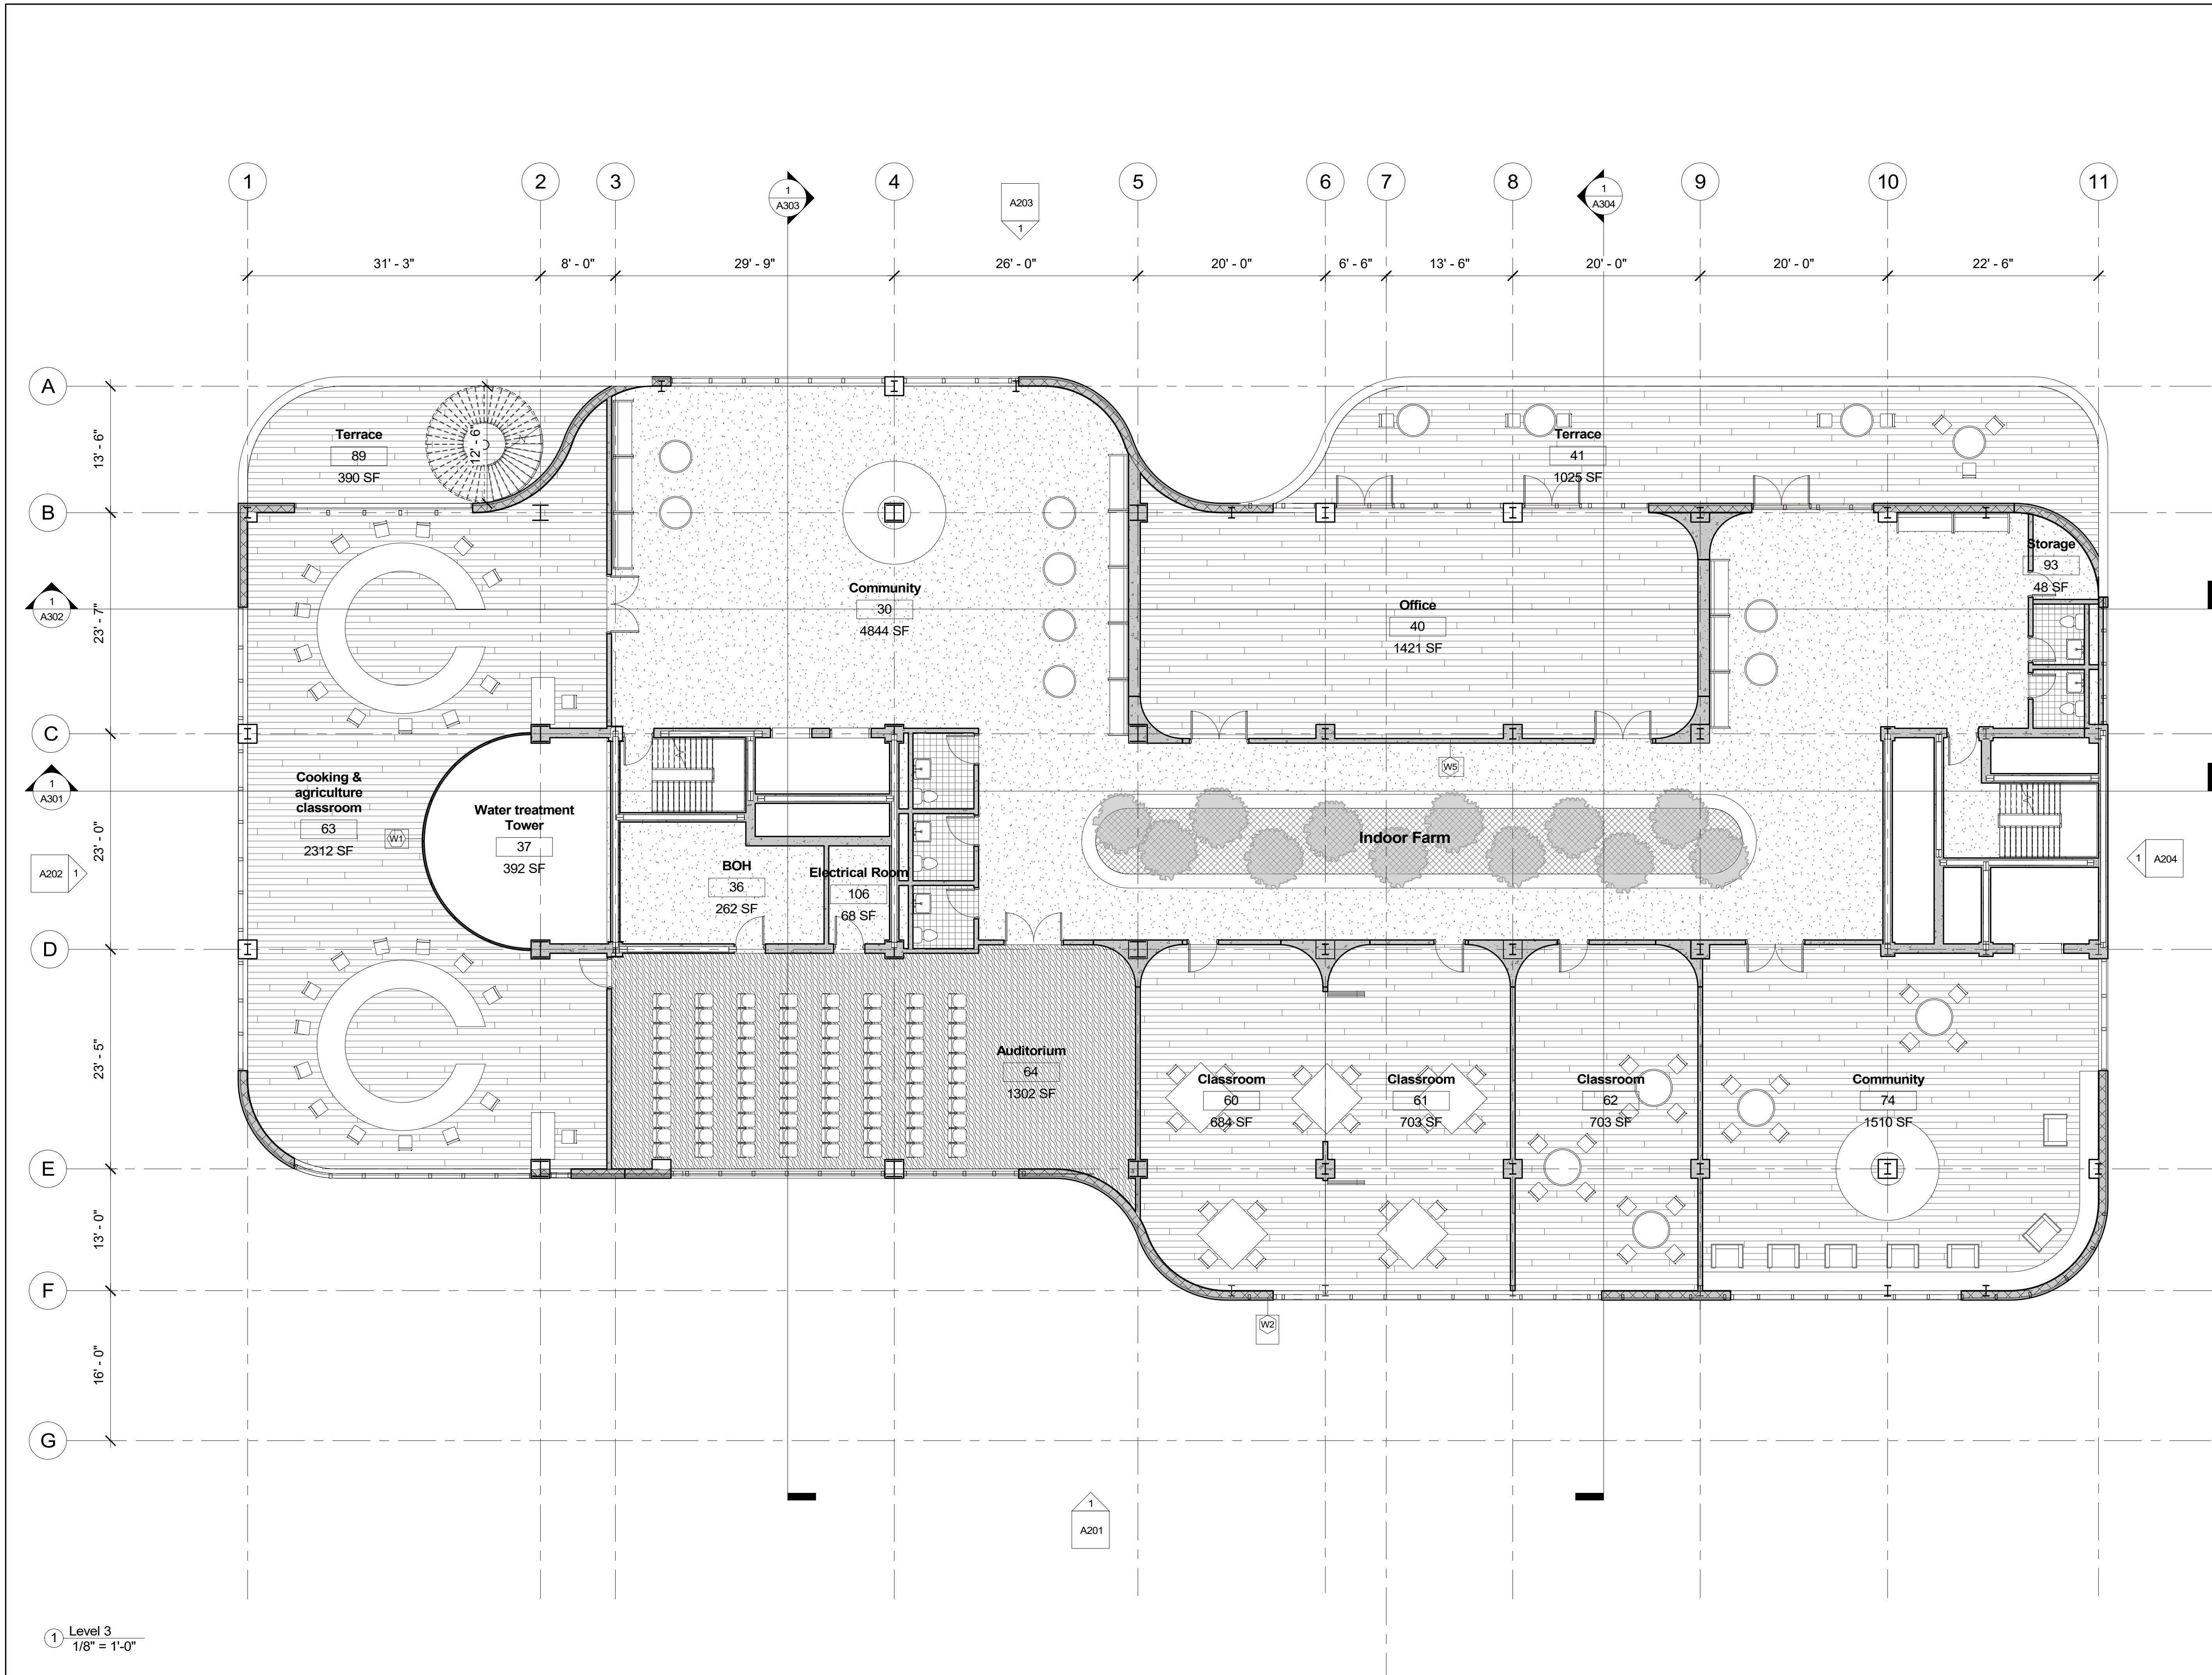 1
2
3
4
5
6
7
8
9
10
11
1
A303
A203
1
1
A304
31' - 3"
8' - 0"
29' - 9"
26' - 0"
20' - 0"
6' - 6"
13' - 6"
20' - 0"
20' - 0"
22' - 6"
A
B
C
D
E
F
G
13' - 6"
23' - 7"
23' - 0"
23' - 5"
13' - 0"
16' - 0"
1
A302
1
A301
A202
1
1
A204
Terrace
89
390 SF
12' - 6"
Terrace
41
1025 SF
Storage
93
48 SF
Community
30
4844 SF
Office
40
1421 SF
W5
Cooking &
agriculture
classroom
63
2312 SF
W1
Water treatment
Tower
37
392 SF
BOH
36
262 SF
Electrical Room
106
68 SF
Indoor Farm
Auditorium
64
1302 SF
Classroom
60
684 SF
Classroom
61
703 SF
Classroom
62
703 SF
Community
74
1510 SF
W2
1
A201
1
Level 3
1/8" = 1'-0"